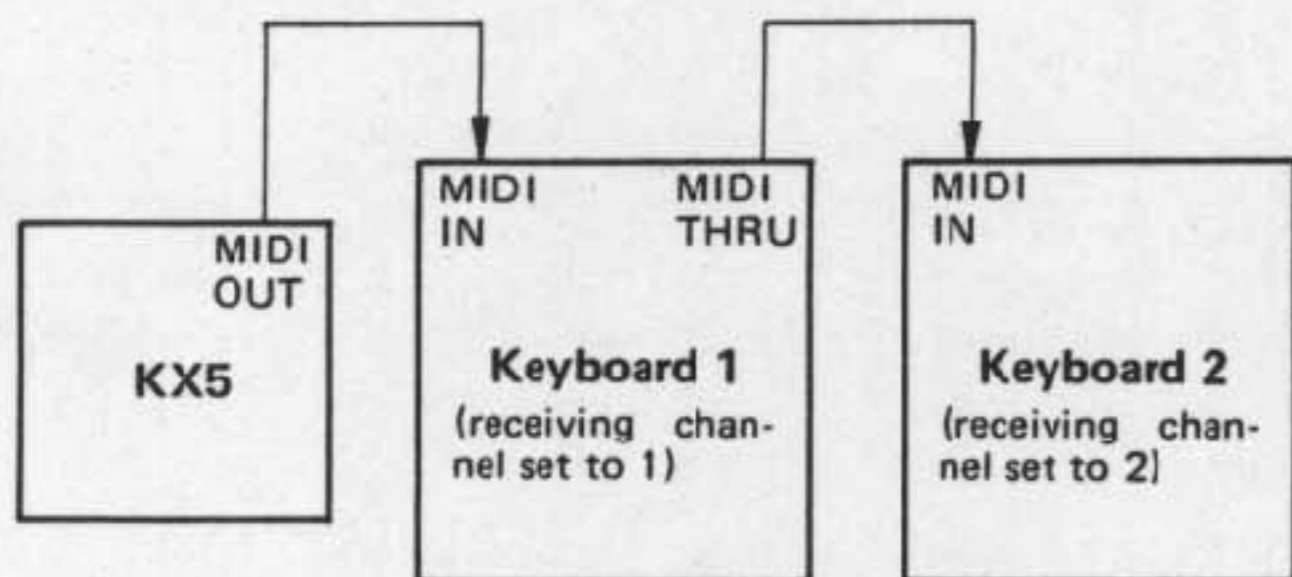 MIDI
OUT
KX5
MIDI
IN
MIDI
THRU
Keyboard 1
(receiving chan-
nel set to 1)
MIDI
IN
Keyboard 2
(receiving chan-
nel set to 2)